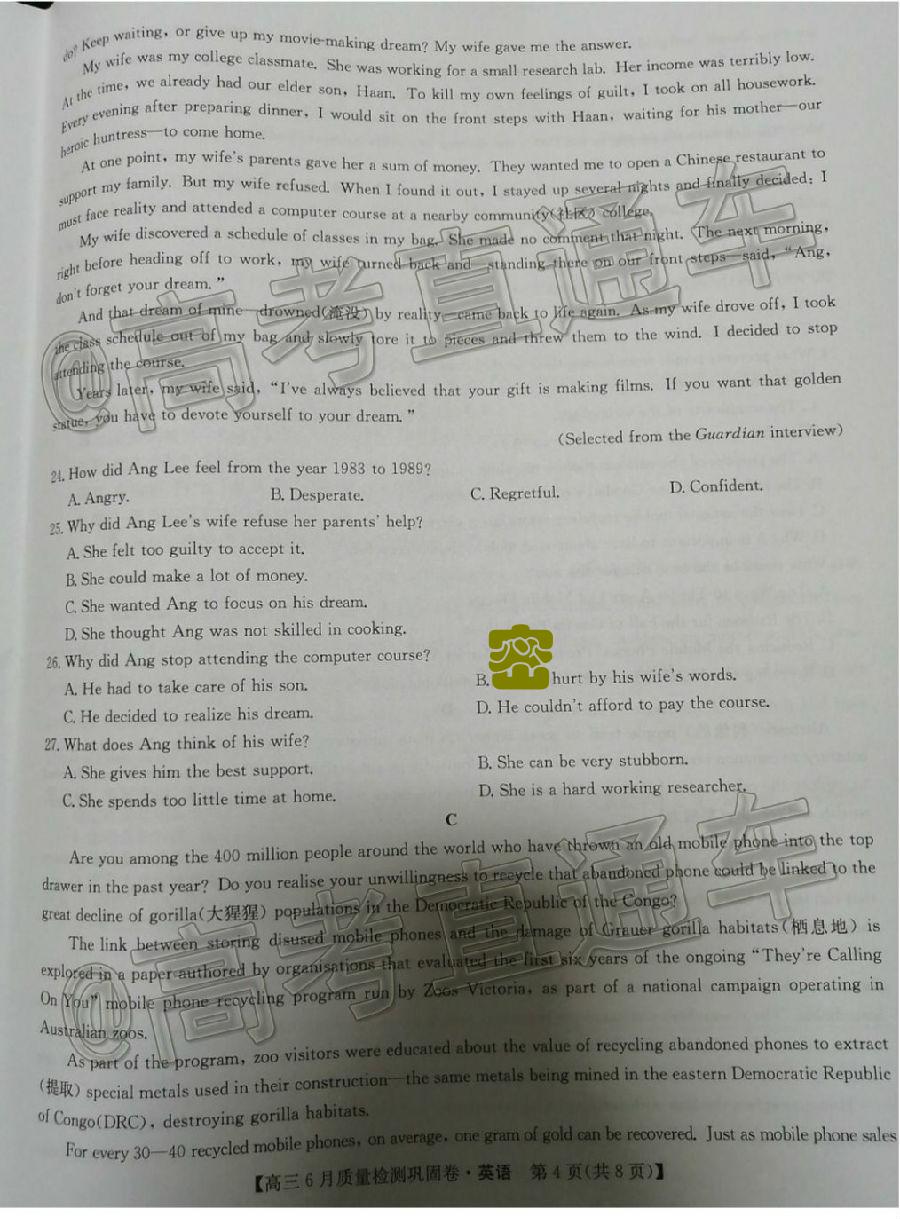 do? Keep waiting, or give up my movie-making dream? My wife gave me the answer.
My wife was my college classmate. She was working for a small research lab. Her income was terribly low.
At the time, we already had our elder son, Haan. To kill my own feelings of guilt, I took on all housework.
Every evening after preparing dinner, I would sit on the front steps with Haan, waiting for his mother—our
heroic huntress—to come home.
At one point, my wife's parents gave her a sum of money. They wanted me to open a Chinese restaurant to
support my family. But my wife refused. When I found it out, I stayed up several nights and finally decided: I
must face reality and attended a computer course at a nearby community(社区) college.
My wife discovered a schedule of classes in my bag. She made no comment that night. The next morning,
right before heading off to work, my wife turned back and—standing there on our front steps—said, "Ang,
don't forget your dream."
And that dream of mine—drowned(淹没) by reality—came back to life again. As my wife drove off, I took
the class schedule out of my bag and slowly tore it to pieces and threw them to the wind. I decided to stop
attending the course.
Years later, my wife said, "I've always believed that your gift is making films. If you want that golden
statue, you have to devote yourself to your dream."
(Selected from the Guardian interview)
24. How did Ang Lee feel from the year 1983 to 1989?
A. Angry. B. Desperate. C. Regretful. D. Confident.
25. Why did Ang Lee's wife refuse her parents' help?
A. She felt too guilty to accept it.
B. She could make a lot of money.
C. She wanted Ang to focus on his dream.
D. She thought Ang was not skilled in cooking.
26. Why did Ang stop attending the computer course?
A. He had to take care of his son. B. hurt by his wife's words.
C. He decided to realize his dream. D. He couldn't afford to pay the course.
27. What does Ang think of his wife?
A. She gives him the best support. B. She can be very stubborn.
C. She spends too little time at home. D. She is a hard working researcher.
C
Are you among the 400 million people around the world who have thrown an old mobile phone into the top
drawer in the past year? Do you realise your unwillingness to recycle that abandoned phone could be linked to the
great decline of gorilla(大猩猩) populations in the Democratic Republic of the Congo?
The link between storing disused mobile phones and the damage of Grauer gorilla habitats(栖息地) is
explored in a paper authored by organisations that evaluated the first six years of the ongoing "They're Calling
On You" mobile phone recycling program run by Zoos Victoria, as part of a national campaign operating in
Australian zoos.
As part of the program, zoo visitors were educated about the value of recycling abandoned phones to extract
(提取) special metals used in their construction—the same metals being mined in the eastern Democratic Republic
of Congo(DRC), destroying gorilla habitats.
For every 30—40 recycled mobile phones, on average, one gram of gold can be recovered. Just as mobile phone sales
【高三6月质量检测巩固卷·英语 第4页(共8页)】
@高考直通车
@高考直通车